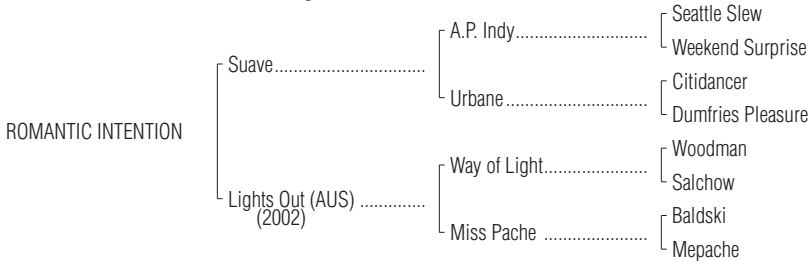 Seattle Slew
A.P. Indy..............................
Weekend Surprise
Suave..................................
Citidancer
Urbane................................
Dumfries Pleasure
ROMANTIC INTENTION
Woodman
Way of Light........................
Salchow
Lights Out (AUS) ...............
(2002)
Baldski
Miss Pache ........................
Mepache